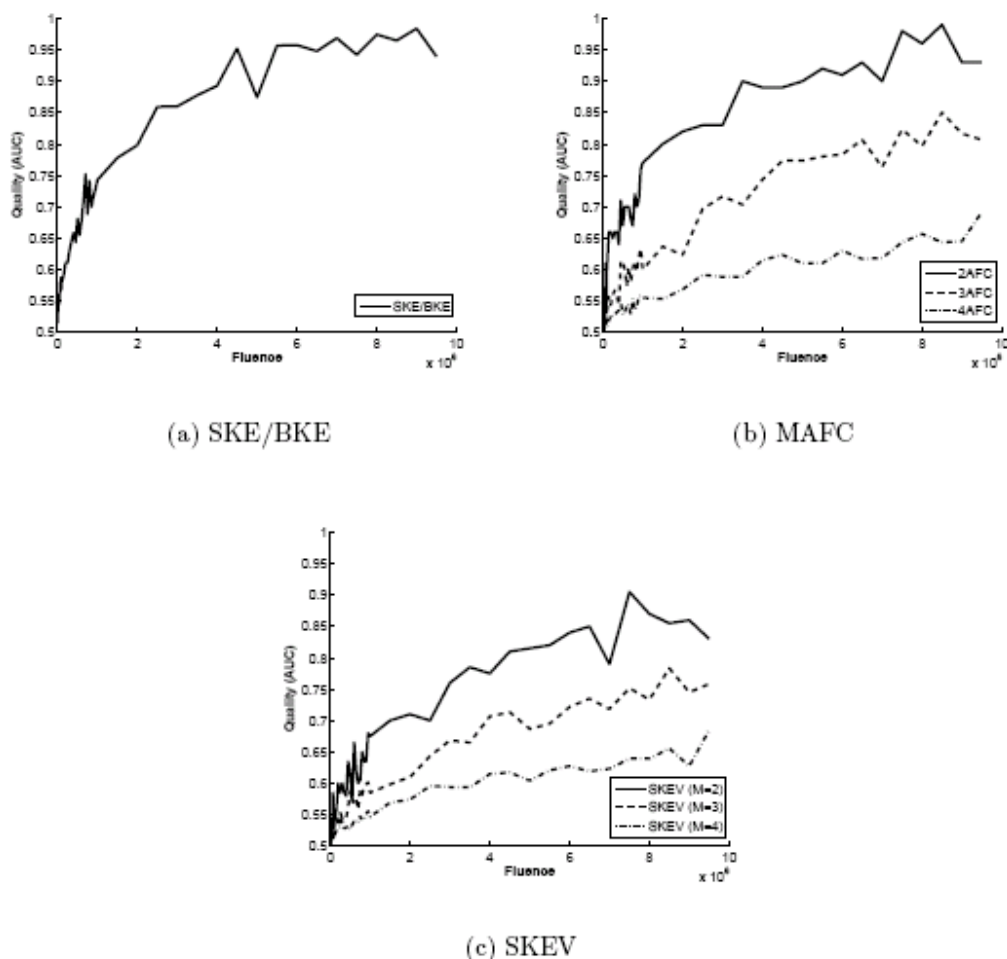 1
0.95
0.9
0.85
0.8
0.75
0.7
0.65
0.6
0.55
0.5
Quality (AUC)
SKE/BKE
0 2 4 6 8 10
Fluence
x 10⁶
(a) SKE/BKE
1
0.95
0.9
0.85
0.8
0.75
0.7
0.65
0.6
0.55
0.5
Quality (AUC)
2AFC
3AFC
4AFC
0 2 4 6 8 10
Fluence
x 10⁶
(b) MAFC
1
0.95
0.9
0.85
0.8
0.75
0.7
0.65
0.6
0.55
0.5
Quality (AUC)
SKEV (M=2)
SKEV (M=3)
SKEV (M=4)
0 2 4 6 8 10
Fluence
x 10⁶
(c) SKEV